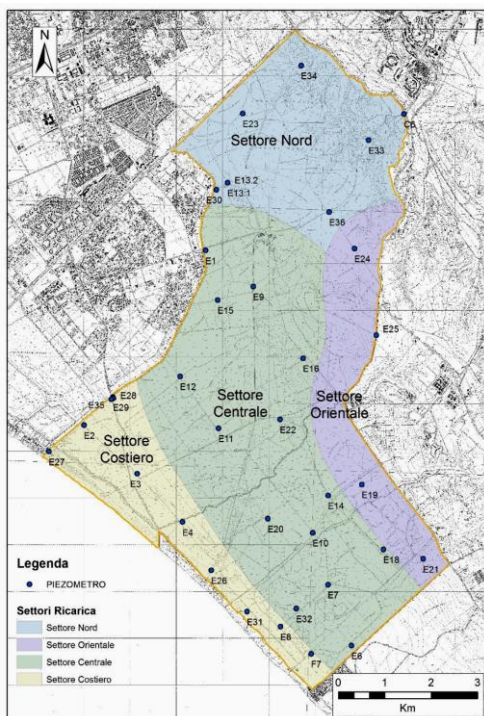 N
E34
E23
C5
Settore Nord
E33
E13.2
E13.1
E30
E36
E1
E24
E9
E15
E25
E16
E12
E28
E35
E29
Settore
Centrale
Settore
Orientale
E2
E22
E11
Settore
Costiero
E27
E3
E19
E14
E4
E20
E10
E18
E21
E26
E7
E31
E32
E8
E6
F7
Legenda
PIEZOMETRO
Settori Ricarica
Settore Nord
Settore Orientale
Settore Centrale
Settore Costiero
0 1 2 3
Km